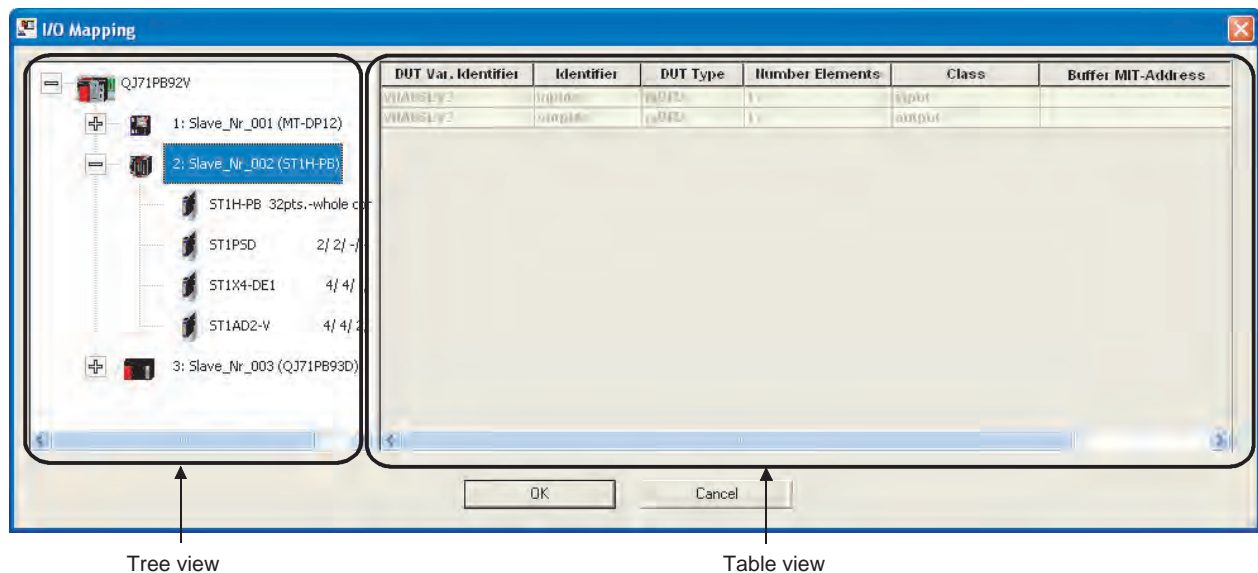 I/O Mapping
QJ71PB92V
1: Slave_Nr_001 (MT-DP12)
2: Slave_Nr_002 (ST1H-PB)
ST1H-PB 32pts.-whole
ST1PSD 2/ 2/ -/
ST1X4-DE1 4/ 4/
ST1AD2-V 4/ 4/
3: Slave_Nr_003 (QJ71PB93D)
DUT Var. Identifier Identifier DUT Type Number Elements Class Buffer MIT-Address
input
output
OK Cancel
Tree view Table view